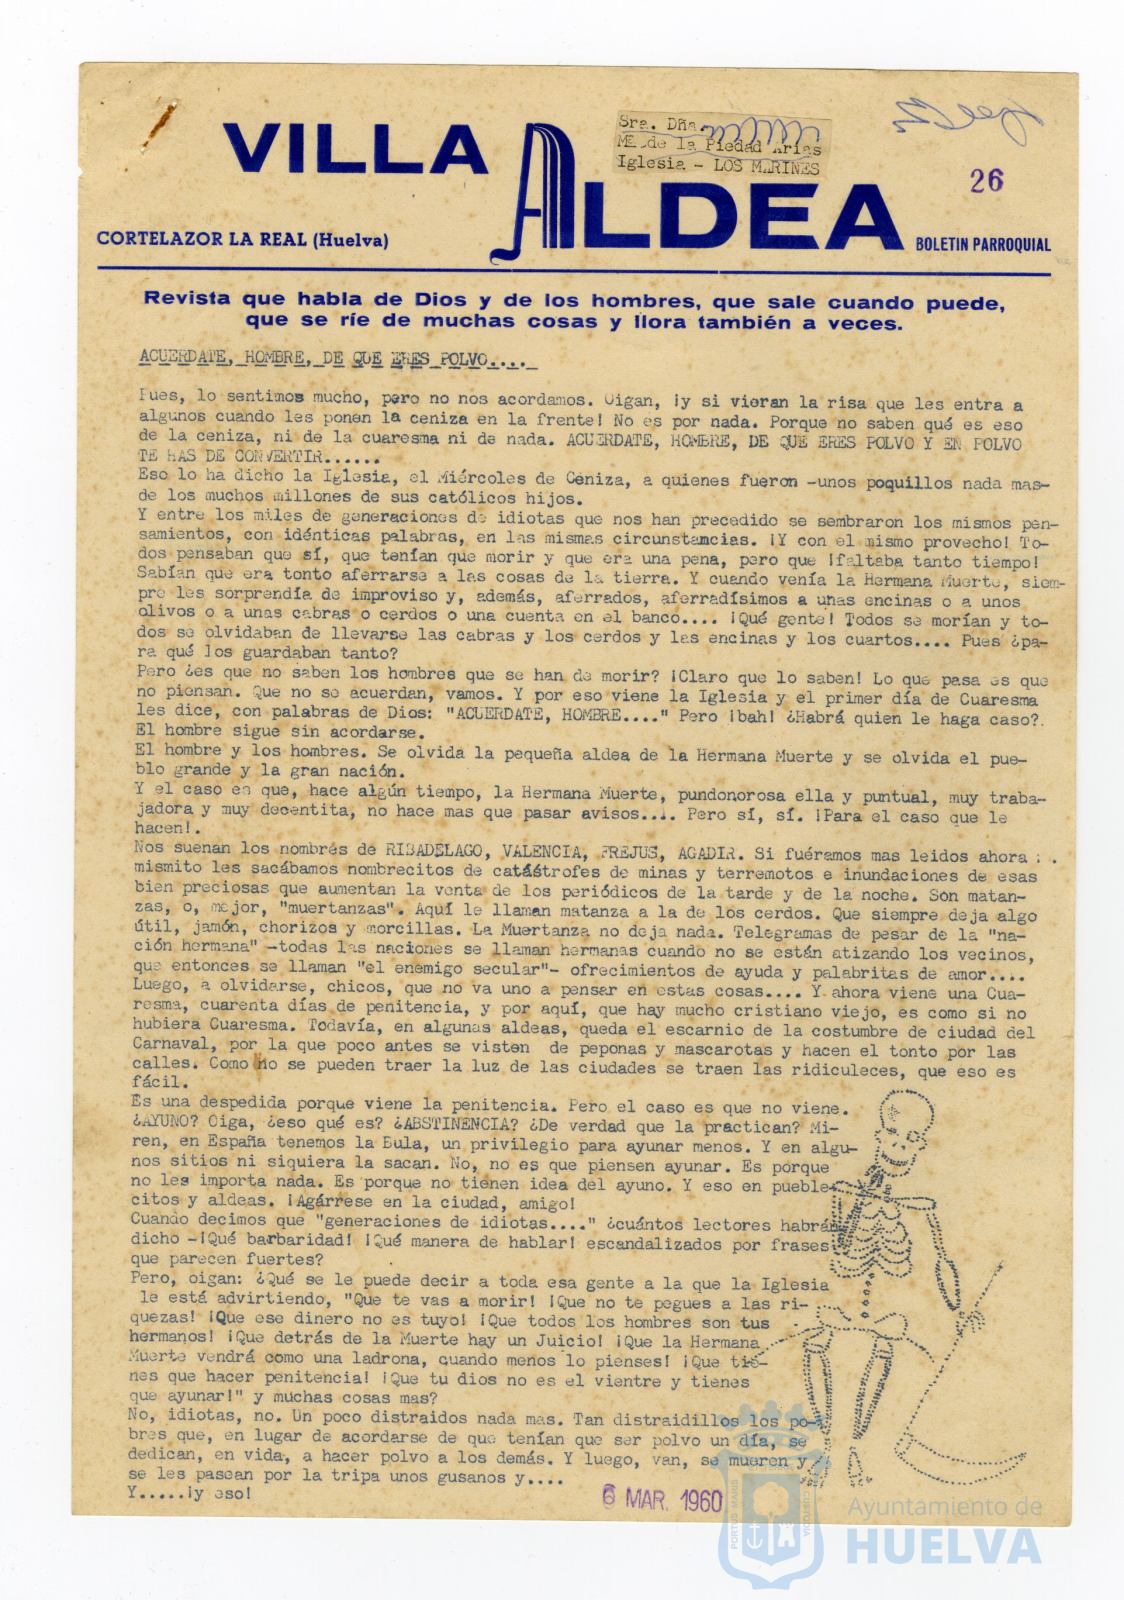 VILLA
ALDEA
Sra. Dña.
Mª de la Piedad Arias
Iglesia - LOS MARINES
26
CORTELAZOR LA REAL (Huelva)
BOLETIN PARROQUIAL
Revista que habla de Dios y de los hombres, que sale cuando puede,
que se ríe de muchas cosas y llora también a veces.
ACUERDATE, HOMBRE, DE QUE ERES POLVO....
Pues, lo sentimos mucho, pero no nos acordamos. Oigan, ¡y si vieran la risa que les entra a
algunos cuando les ponen la ceniza en la frente! No es por nada. Porque no saben qué es eso
de la ceniza, ni de la cuaresma ni de nada. ACUERDATE, HOMBRE, DE QUE ERES POLVO Y EN POLVO
TE HAS DE CONVERTIR......
Eso lo ha dicho la Iglesia, el Miércoles de Ceniza, a quienes fueron -unos poquillos nada mas-
de los muchos millones de sus católicos hijos.
Y entre los miles de generaciones de idiotas que nos han precedido se sembraron los mismos pen-
samientos, con idénticas palabras, en las mismas circunstancias. ¡Y con el mismo provecho! To-
dos pensaban que sí, que tenían que morir y que era una pena, pero que ¡faltaba tanto tiempo!
Sabían que era tonto aferrarse a las cosas de la tierra. Y cuando venía la Hermana Muerte, siem-
pre les sorprendía de improviso y, además, aferrados, aferradísimos a unas encinas o a unos
olivos o a unas cabras o cerdos o una cuenta en el banco.... ¡Qué gente! Todos se morían y to-
dos se olvidaban de llevarse las cabras y los cerdos y las encinas y los cuartos.... Pues ¿pa-
ra qué los guardaban tanto?
Pero ¿es que no saben los hombres que se han de morir? ¡Claro que lo saben! Lo que pasa es que
no piensan. Que no se acuerdan, vamos. Y por eso viene la Iglesia y el primer día de Cuaresma
les dice, con palabras de Dios: "ACUERDATE, HOMBRE...." Pero ¡bah! ¿Habrá quien le haga caso?.
El hombre sigue sin acordarse.
El hombre y los hombres. Se olvida la pequeña aldea de la Hermana Muerte y se olvida el pue-
blo grande y la gran nación.
Y el caso es que, hace algún tiempo, la Hermana Muerte, pundonorosa ella y puntual, muy traba-
jadora y muy decentita, no hace mas que pasar avisos.... Pero sí, sí. ¡Para el caso que le
hacen!.
Nos suenan los nombres de RIBADELAGO, VALENCIA, FREJUS, AGADIR. Si fuéramos mas leidos ahora
mismito les sacábamos nombrecitos de catástrofes de minas y terremotos e inundaciones de esas
bien preciosas que aumentan la venta de los periódicos de la tarde y de la noche. Son matan-
zas, o, mejor, "muertanzas". Aquí le llaman matanza a la de los cerdos. Que siempre deja algo
útil, jamón, chorizos y morcillas. La Muertanza no deja nada. Telegramas de pesar de la "na-
ción hermana" -todas las naciones se llaman hermanas cuando no se están atizando los vecinos,
que entonces se llaman "el enemigo secular"- ofrecimientos de ayuda y palabritas de amor....
Luego, a olvidarse, chicos, que no va uno a pensar en estas cosas.... Y ahora viene una Cua-
resma, cuarenta días de penitencia, y por aquí, que hay mucho cristiano viejo, es como si no
hubiera Cuaresma. Todavía, en algunas aldeas, queda el escarnio de la costumbre de ciudad del
Carnaval, por la que poco antes se visten de peponas y mascarotas y hacen el tonto por las
calles. Como no se pueden traer la luz de las ciudades se traen las ridiculeces, que eso es
fácil.
Es una despedida porque viene la penitencia. Pero el caso es que no viene.
¿AYUNO? Oiga, ¿eso qué es? ¿ABSTINENCIA? ¿De verdad que la practican? Mi-
ren, en España tenemos la Bula, un privilegio para ayunar menos. Y en algu-
nos sitios ni siquiera la sacan. No, no es que piensen ayunar. Es porque
no les importa nada. Es porque no tienen idea del ayuno. Y eso en pueble-
citos y aldeas. ¡Agárrese en la ciudad, amigo!
Cuando decimos que "generaciones de idiotas...." ¿cuántos lectores habrán
dicho -¡Qué barbaridad! ¡Qué manera de hablar! escandalizados por frases
que parecen fuertes?
Pero, oigan: ¿Qué se le puede decir a toda esa gente a la que la Iglesia
le está advirtiendo, "Que te vas a morir! ¡Que no te pegues a las ri-
quezas! ¡Que ese dinero no es tuyo! ¡Que todos los hombres son tus
hermanos! ¡Que detrás de la Muerte hay un Juicio! ¡Que la Hermana
Muerte vendrá como una ladrona, cuando menos lo pienses! ¡Que tie-
nes que hacer penitencia! ¡Que tu dios no es el vientre y tienes
que ayunar!" y muchas cosas mas?
No, idiotas, no. Un poco distraidos nada mas. Tan distraidillos los po-
bres que, en lugar de acordarse de que tenían que ser polvo un día, se
dedican, en vida, a hacer polvo a los demás. Y luego, van, se mueren y
se les pasean por la tripa unos gusanos y....
Y.....¡y eso!
6 MAR. 1960
PORTUS MARIS
CUSTODIA
Ayuntamiento de
HUELVA